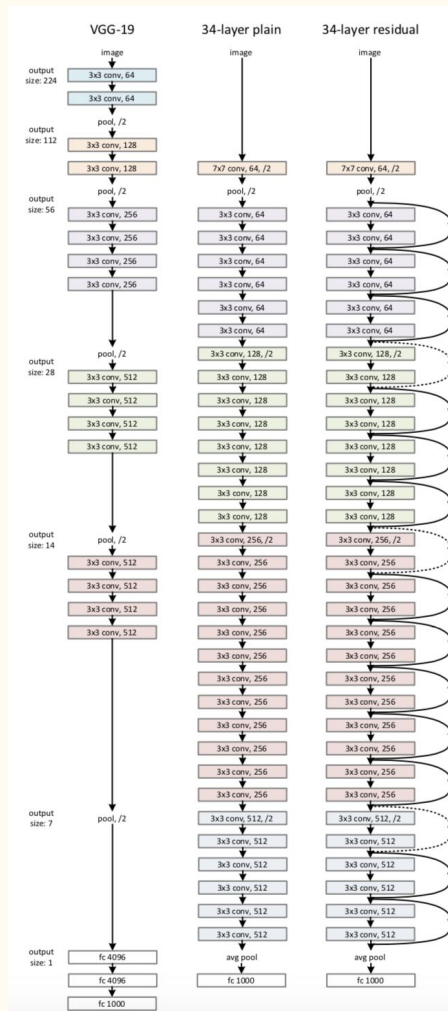 VGG-19
image
output
size: 224
3x3 conv, 64
3x3 conv, 64
pool, /2
output
size: 112
3x3 conv, 128
3x3 conv, 128
pool, /2
output
size: 56
3x3 conv, 256
3x3 conv, 256
3x3 conv, 256
3x3 conv, 256
pool, /2
output
size: 28
3x3 conv, 512
3x3 conv, 512
3x3 conv, 512
3x3 conv, 512
pool, /2
output
size: 14
3x3 conv, 512
3x3 conv, 512
3x3 conv, 512
3x3 conv, 512
output
size: 7
pool, /2
output
size: 1
fc 4096
fc 4096
fc 1000
34-layer plain
image
7x7 conv, 64, /2
pool, /2
3x3 conv, 64
3x3 conv, 64
3x3 conv, 64
3x3 conv, 64
3x3 conv, 64
3x3 conv, 64
3x3 conv, 128, /2
3x3 conv, 128
3x3 conv, 128
3x3 conv, 128
3x3 conv, 128
3x3 conv, 128
3x3 conv, 128
3x3 conv, 128
3x3 conv, 256, /2
3x3 conv, 256
3x3 conv, 256
3x3 conv, 256
3x3 conv, 256
3x3 conv, 256
3x3 conv, 256
3x3 conv, 256
3x3 conv, 256
3x3 conv, 256
3x3 conv, 256
3x3 conv, 256
3x3 conv, 512, /2
3x3 conv, 512
3x3 conv, 512
3x3 conv, 512
3x3 conv, 512
3x3 conv, 512
avg pool
fc 1000
34-layer residual
image
7x7 conv, 64, /2
pool, /2
3x3 conv, 64
3x3 conv, 64
3x3 conv, 64
3x3 conv, 64
3x3 conv, 64
3x3 conv, 64
3x3 conv, 128, /2
3x3 conv, 128
3x3 conv, 128
3x3 conv, 128
3x3 conv, 128
3x3 conv, 128
3x3 conv, 128
3x3 conv, 128
3x3 conv, 256, /2
3x3 conv, 256
3x3 conv, 256
3x3 conv, 256
3x3 conv, 256
3x3 conv, 256
3x3 conv, 256
3x3 conv, 256
3x3 conv, 256
3x3 conv, 256
3x3 conv, 256
3x3 conv, 256
3x3 conv, 512, /2
3x3 conv, 512
3x3 conv, 512
3x3 conv, 512
3x3 conv, 512
3x3 conv, 512
avg pool
fc 1000